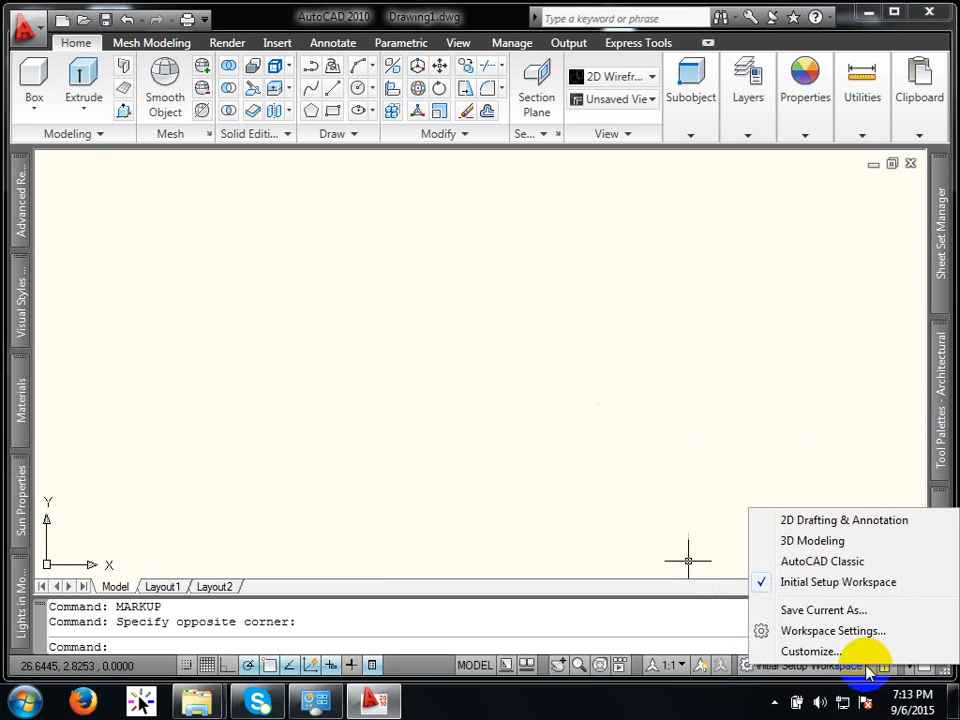 AutoCAD 2010 Drawing1.dwg
Type a keyword or phrase
Home Mesh Modeling Render Insert Annotate Parametric View Manage Output Express Tools
2D Wirefr...
Unsaved Vie
Box Extrude Smooth Object Section Plane Subobject Layers Properties Utilities Clipboard
Modeling Mesh Solid Editi... Draw Modify Se... View
Advanced Re...
Visual Styles ...
Materials
Sun Properties
Lights in Mo...
Sheet Set Manager
Tool Palettes - Architectural
Y
X
2D Drafting & Annotation
3D Modeling
AutoCAD Classic
Initial Setup Workspace
Save Current As...
Workspace Settings...
Customize...
Model Layout1 Layout2
Command: MARKUP
Command: Specify opposite corner:
Command:
26.6445, 2.8253, 0.0000 MODEL 1:1 Initial Setup Workspace
7:13 PM
9/6/2015